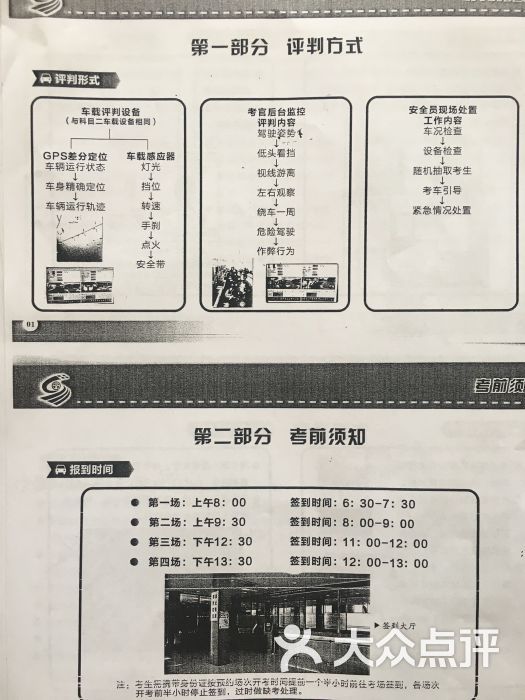 第一部分 评判方式
评判形式
车载评判设备
（与科目二车载设备相同）
GPS差分定位
车辆运行状态
↓
车身精确定位
↓
车辆运行轨迹
车载感应器
灯光
↓
挡位
↓
转速
↓
手刹
↓
点火
↓
安全带
考官后台监控
评判内容
驾驶姿势
↓
低头看挡
↓
视线游离
↓
左右观察
↓
绕车一周
↓
危险驾驶
↓
作弊行为
安全员现场处置
工作内容
车况检查
↓
设备检查
↓
随机抽取考生
↓
考车引导
↓
紧急情况处置
01
考前须
第二部分 考前须知
报到时间
● 第一场：上午8：00 签到时间：6：30-7：30
● 第二场：上午9：30 签到时间：8：00-9：00
● 第三场：下午12：30 签到时间：11：00-12：00
● 第四场：下午13：30 签到时间：12：00-13：00
▶ 签到大厅
注：考生需携带身份证按预约场次开考时间提前一个半小时前往考场签到，各场次
开考前半小时停止签到，过时做缺考处理。
大众点评